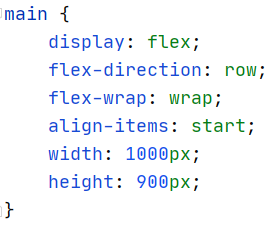 main {
    display: flex;
    flex-direction: row;
    flex-wrap: wrap;
    align-items: start;
    width: 1000px;
    height: 900px;
}